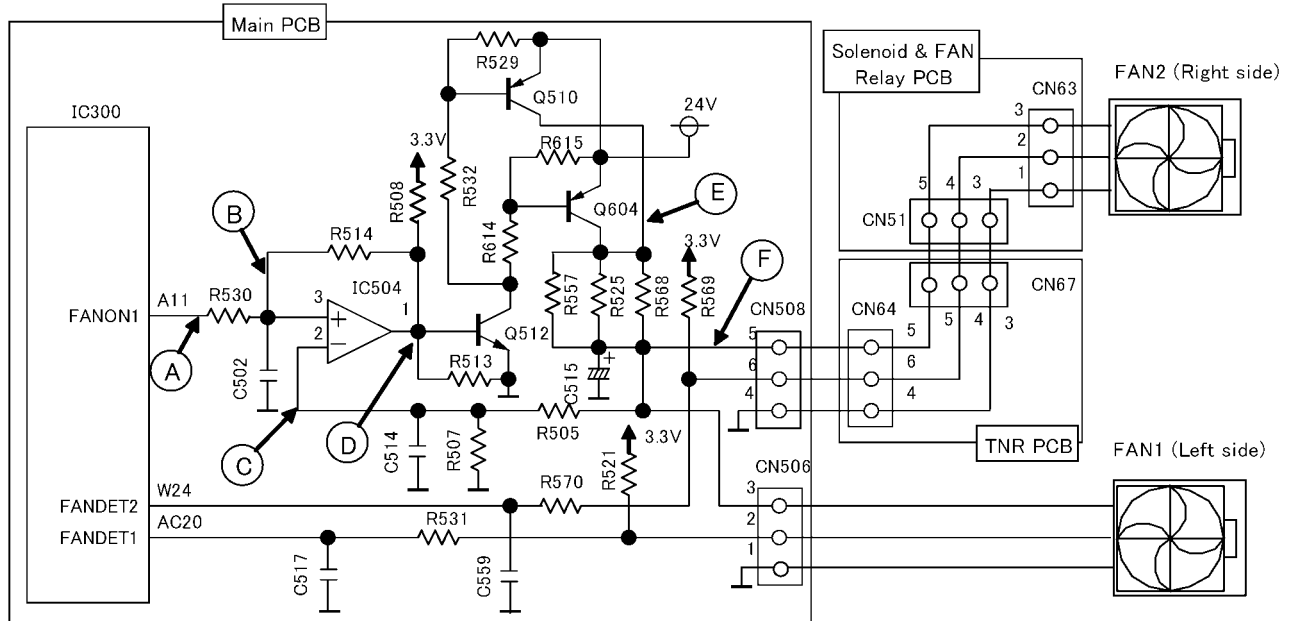 Main PCB
R529
Q510
24V
Solenoid & FAN
Relay PCB
FAN2 (Right side)
CN63
3
2
1
IC300
3.3V
R615
R532
R508
Q604
E
5
4
3
CN51
B
R514
R614
3.3V
F
CN67
5
4
3
FANON1
A11
R530
3
2
IC504
1
Q512
R557
R525
R568
R569
CN508
5
6
4
CN64
5
6
4
A
C502
R513
C515
+
C
D
C514
R507
R505
3.3V
R521
TNR PCB
CN506
FAN1 (Left side)
3
2
1
FANDET2
W24
R570
FANDET1
AC20
R531
C517
C559